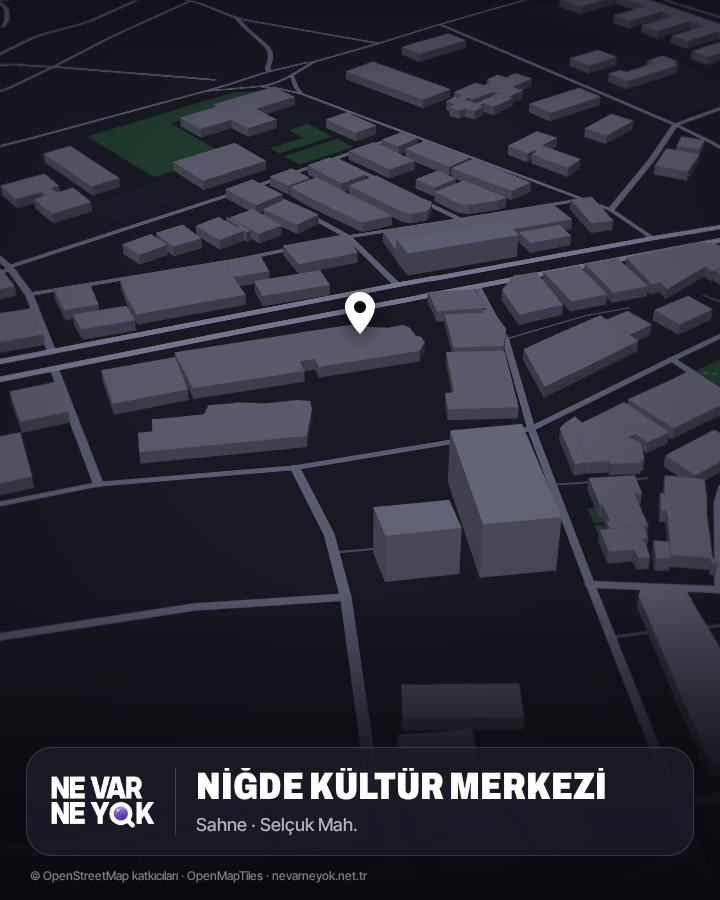 NE VAR
NE YOK
NİĞDE KÜLTÜR MERKEZİ
Sahne · Selçuk Mah.
© OpenStreetMap katkıcıları · OpenMapTiles · nevarneyok.net.tr